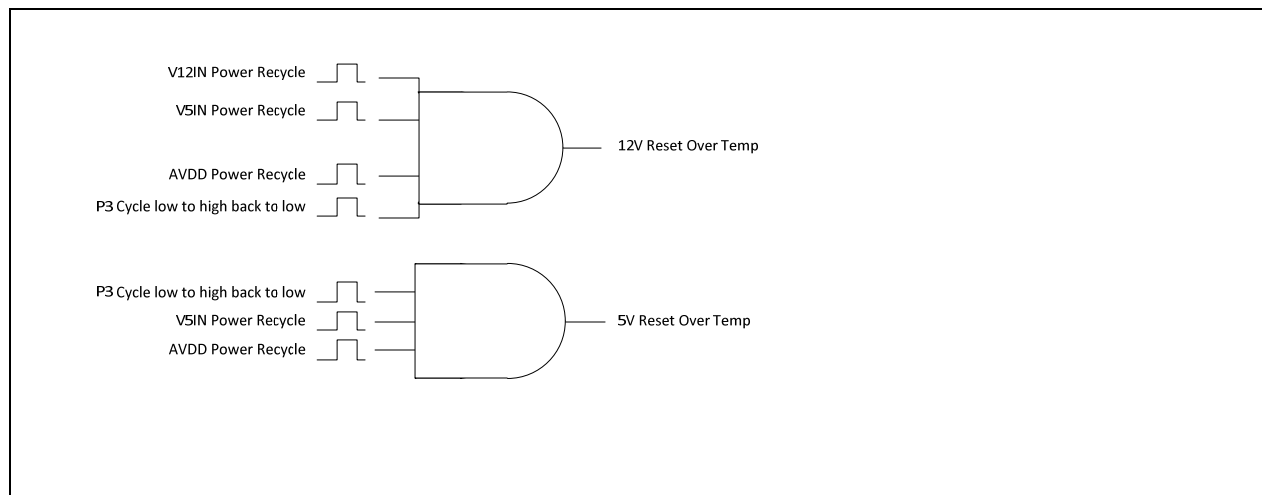 V12IN Power Recycle
V5IN Power Recycle
AVDD Power Recycle
P3 Cycle low to high back to low
12V Reset Over Temp
P3 Cycle low to high back to low
V5IN Power Recycle
AVDD Power Recycle
5V Reset Over Temp